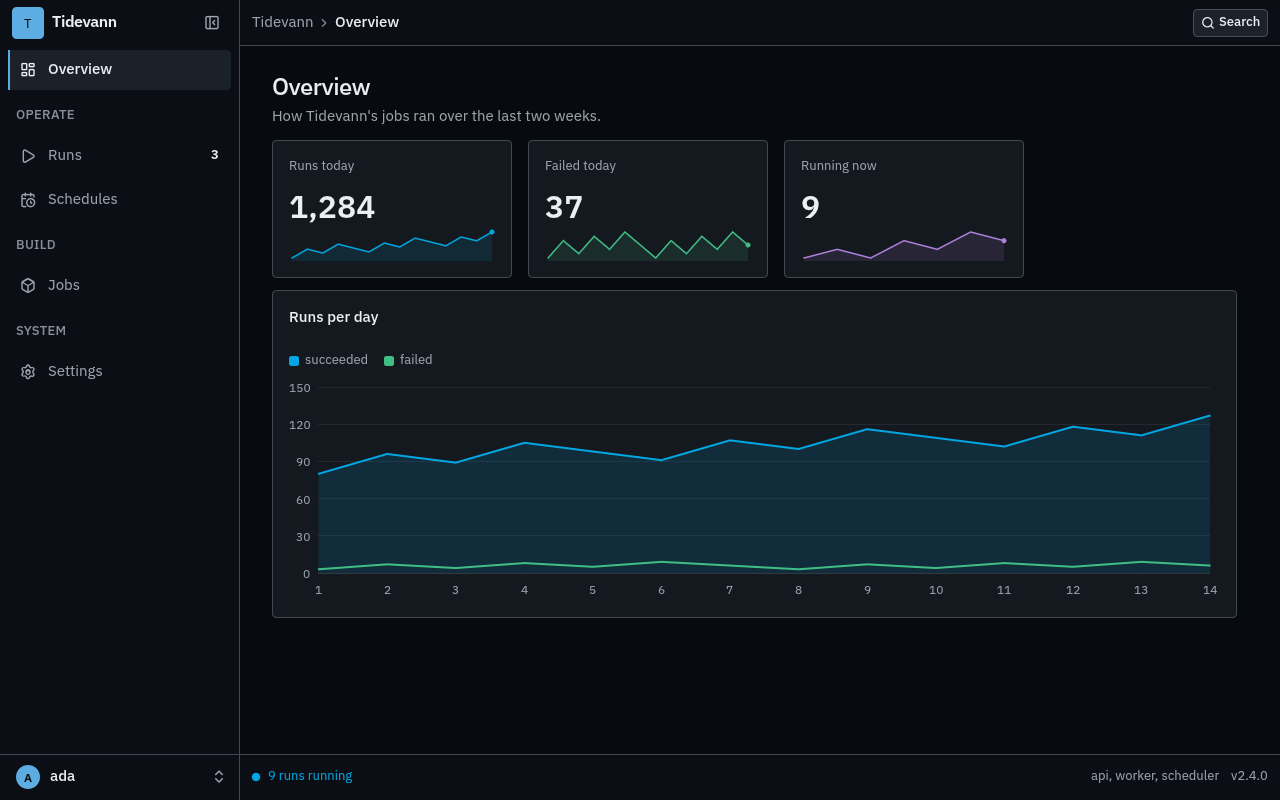 T Tidevann
Overview
OPERATE
Runs 3
Schedules
BUILD
Jobs
SYSTEM
Settings
A ada
Tidevann > Overview
Search
Overview
How Tidevann's jobs ran over the last two weeks.
Runs today
1,284
Failed today
37
Running now
9
Runs per day
succeeded failed
150
120
90
60
30
0
1 2 3 4 5 6 7 8 9 10 11 12 13 14
9 runs running
api, worker, scheduler v2.4.0